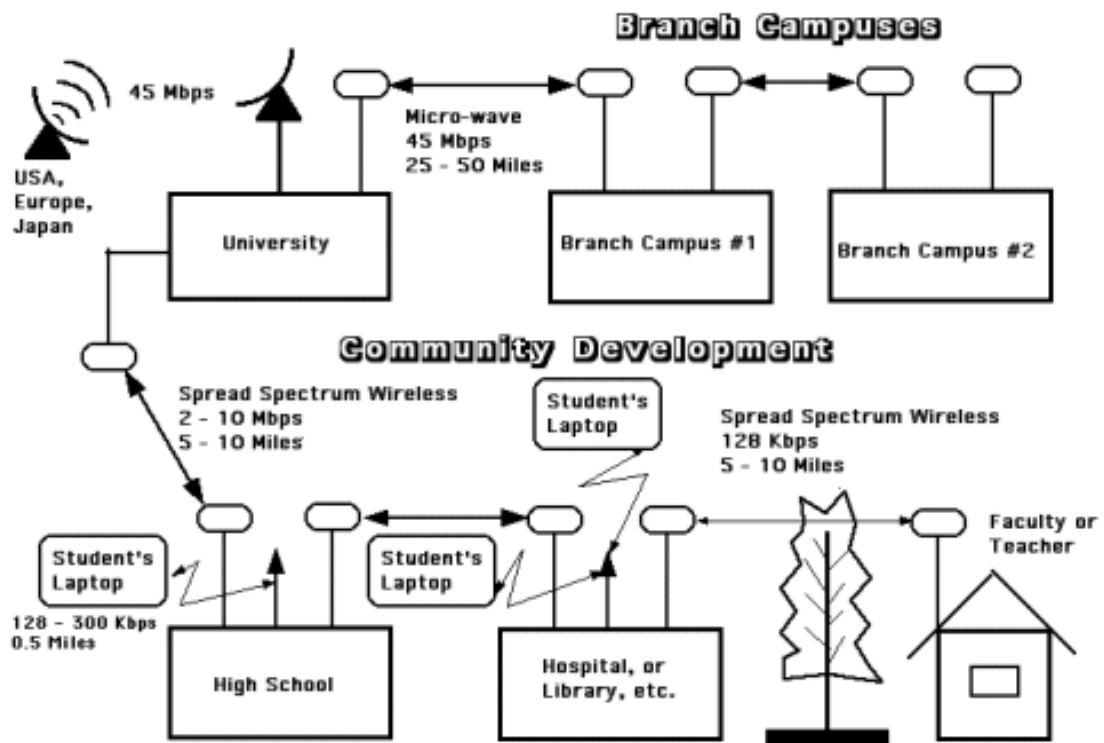 Branch Campuses
45 Mbps
Micro-wave
45 Mbps
25 - 50 Miles
USA,
Europe,
Japan
University
Branch Campus #1
Branch Campus #2
Community Development
Spread Spectrum Wireless
2 - 10 Mbps
5 - 10 Miles
Student's
Laptop
Spread Spectrum Wireless
128 Kbps
5 - 10 Miles
Student's
Laptop
128 - 300 Kbps
0.5 Miles
Student's
Laptop
Faculty or
Teacher
High School
Hospital, or
Library, etc.